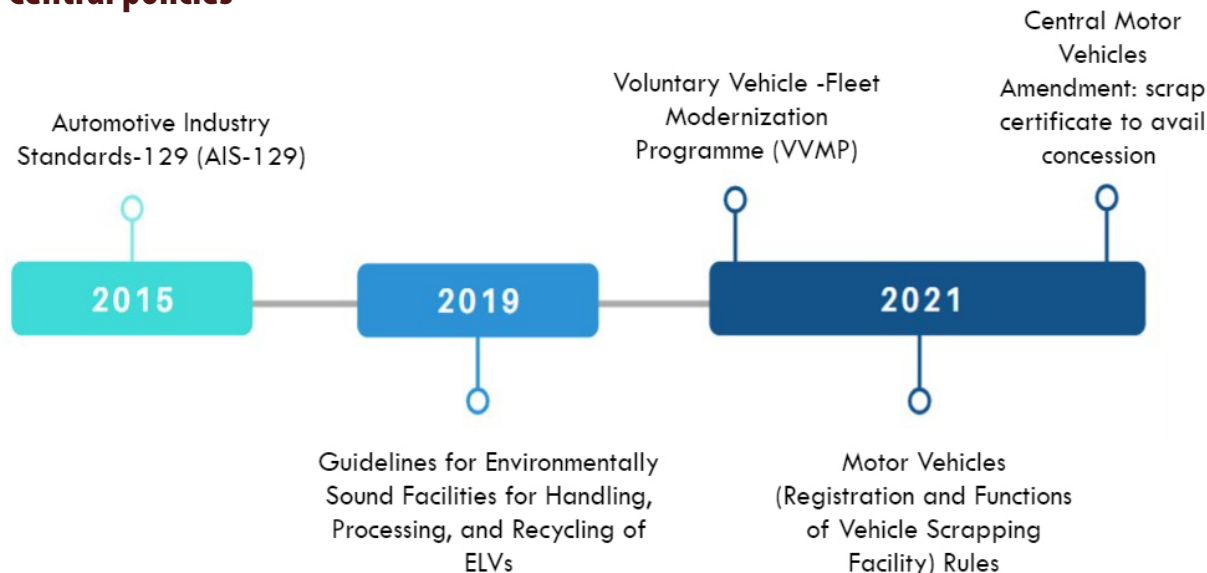 central policies
Automotive Industry
Standards-129 (AIS-129)
Voluntary Vehicle -Fleet
Modernization
Programme (VVMP)
Central Motor
Vehicles
Amendment: scrap
certificate to avail
concession
2015
2019
2021
Guidelines for Environmentally
Sound Facilities for Handling,
Processing, and Recycling of
ELVs
Motor Vehicles
(Registration and Functions
of Vehicle Scrapping
Facility) Rules